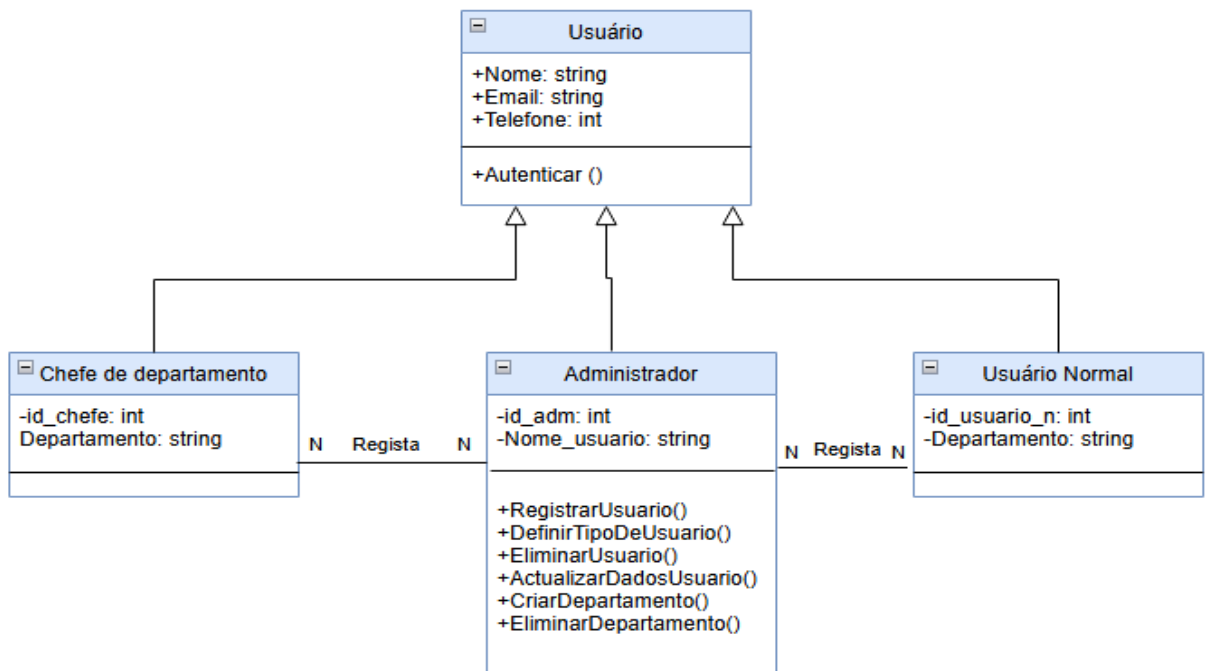 Usuário
+Nome: string
+Email: string
+Telefone: int
+Autenticar ()
Chefe de departamento
-id_chefe: int
Departamento: string
N Regista N
Administrador
-id_adm: int
-Nome_usuario: string
+RegistrarUsuario()
+DefinirTipoDeUsuario()
+EliminarUsuario()
+ActualizarDadosUsuario()
+CriarDepartamento()
+EliminarDepartamento()
N Regista N
Usuário Normal
-id_usuario_n: int
-Departamento: string